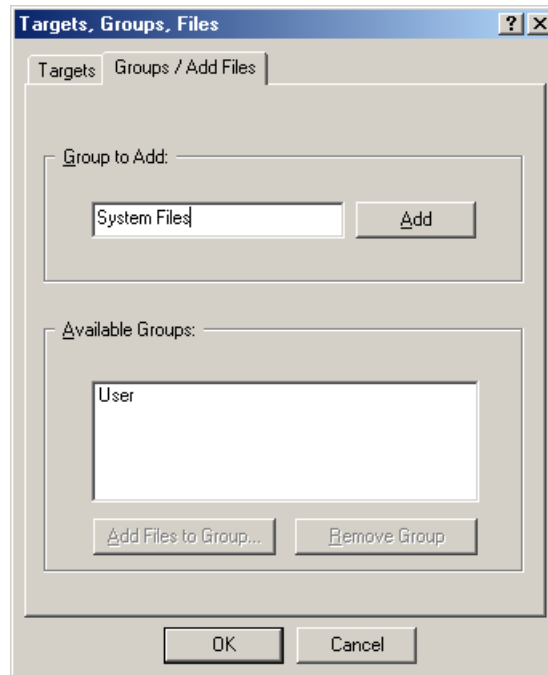 Targets, Groups, Files
Targets Groups / Add Files
Group to Add:
System Files Add
Available Groups:
User
Add Files to Group... Remove Group
OK Cancel